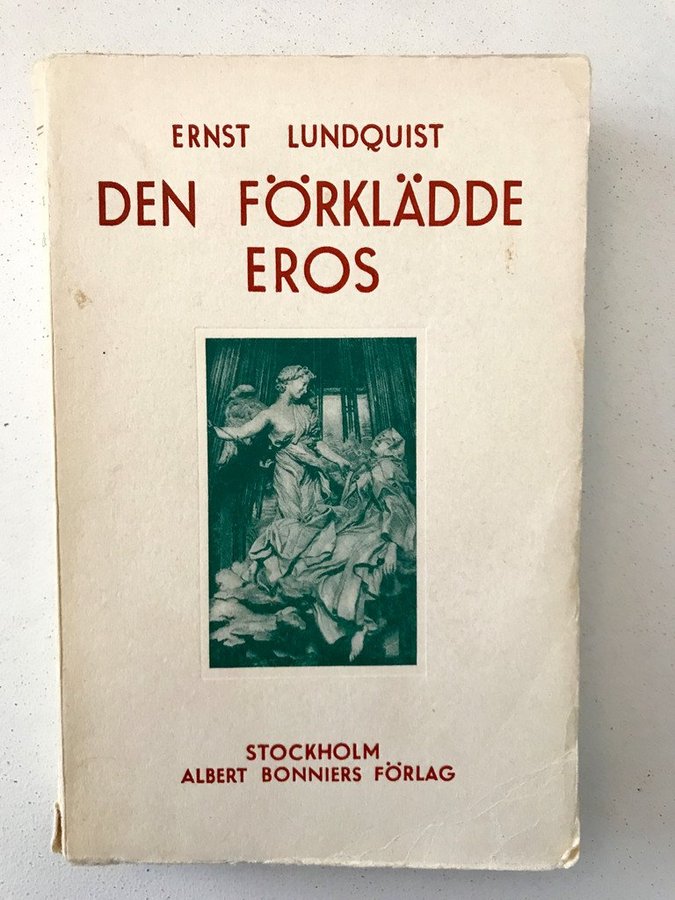 ERNST LUNDQUIST
DEN FÖRKLÄDDE
EROS
STOCKHOLM
ALBERT BONNIERS FÖRLAG